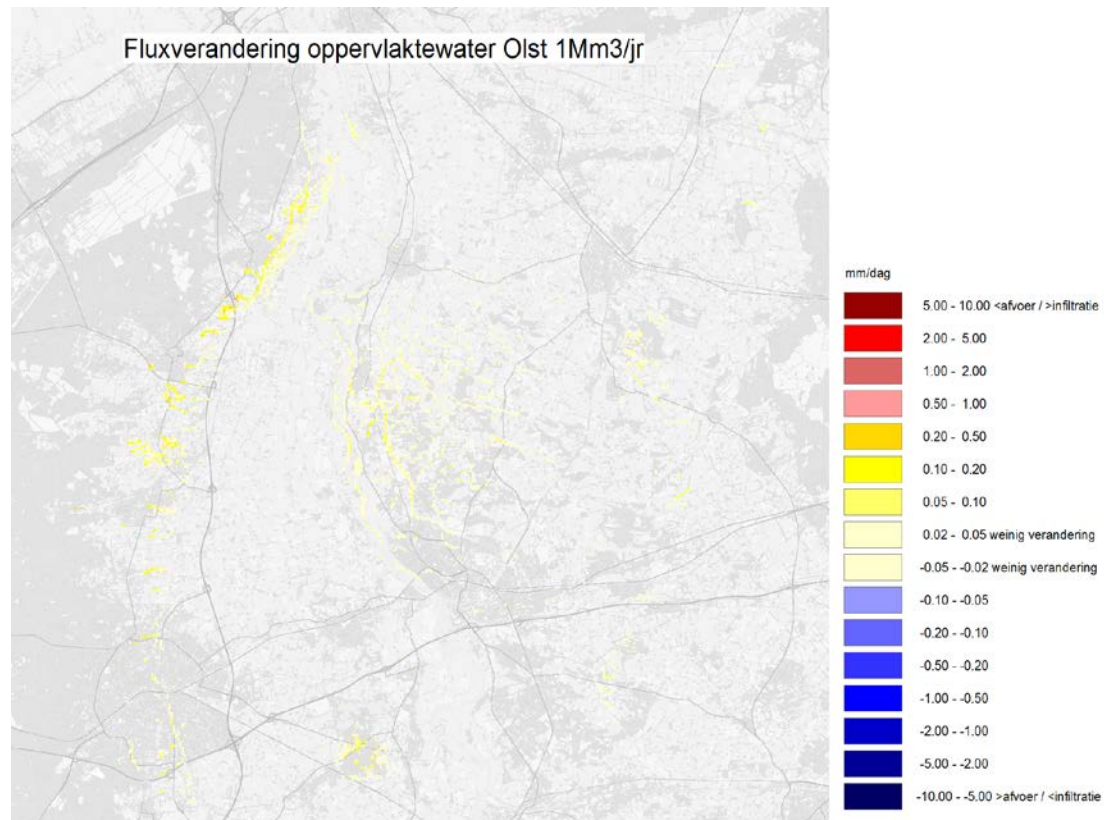 Fluxverandering oppervlaktewater Olst 1Mm3/jr
mm/dag
5.00 - 10.00 <afvoer / >infiltratie
2.00 - 5.00
1.00 - 2.00
0.50 - 1.00
0.20 - 0.50
0.10 - 0.20
0.05 - 0.10
0.02 - 0.05 weinig verandering
-0.05 - -0.02 weinig verandering
-0.10 - -0.05
-0.20 - -0.10
-0.50 - -0.20
-1.00 - -0.50
-2.00 - -1.00
-5.00 - -2.00
-10.00 - -5.00 >afvoer / <infiltratie